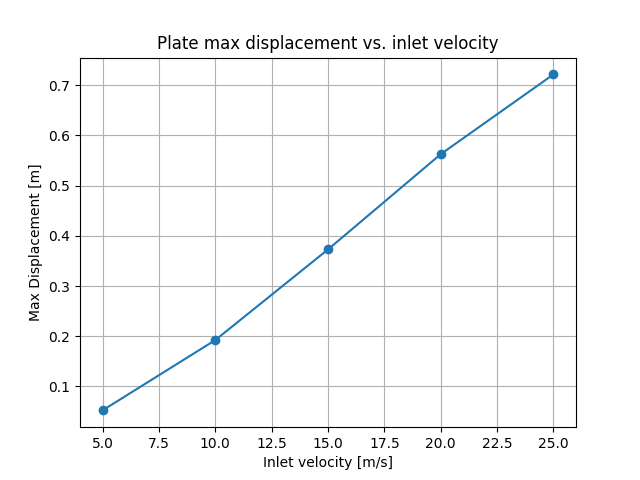 Plate max displacement vs. inlet velocity
Max Displacement [m]
0.7
0.6
0.5
0.4
0.3
0.2
0.1
5.0 7.5 10.0 12.5 15.0 17.5 20.0 22.5 25.0
Inlet velocity [m/s]